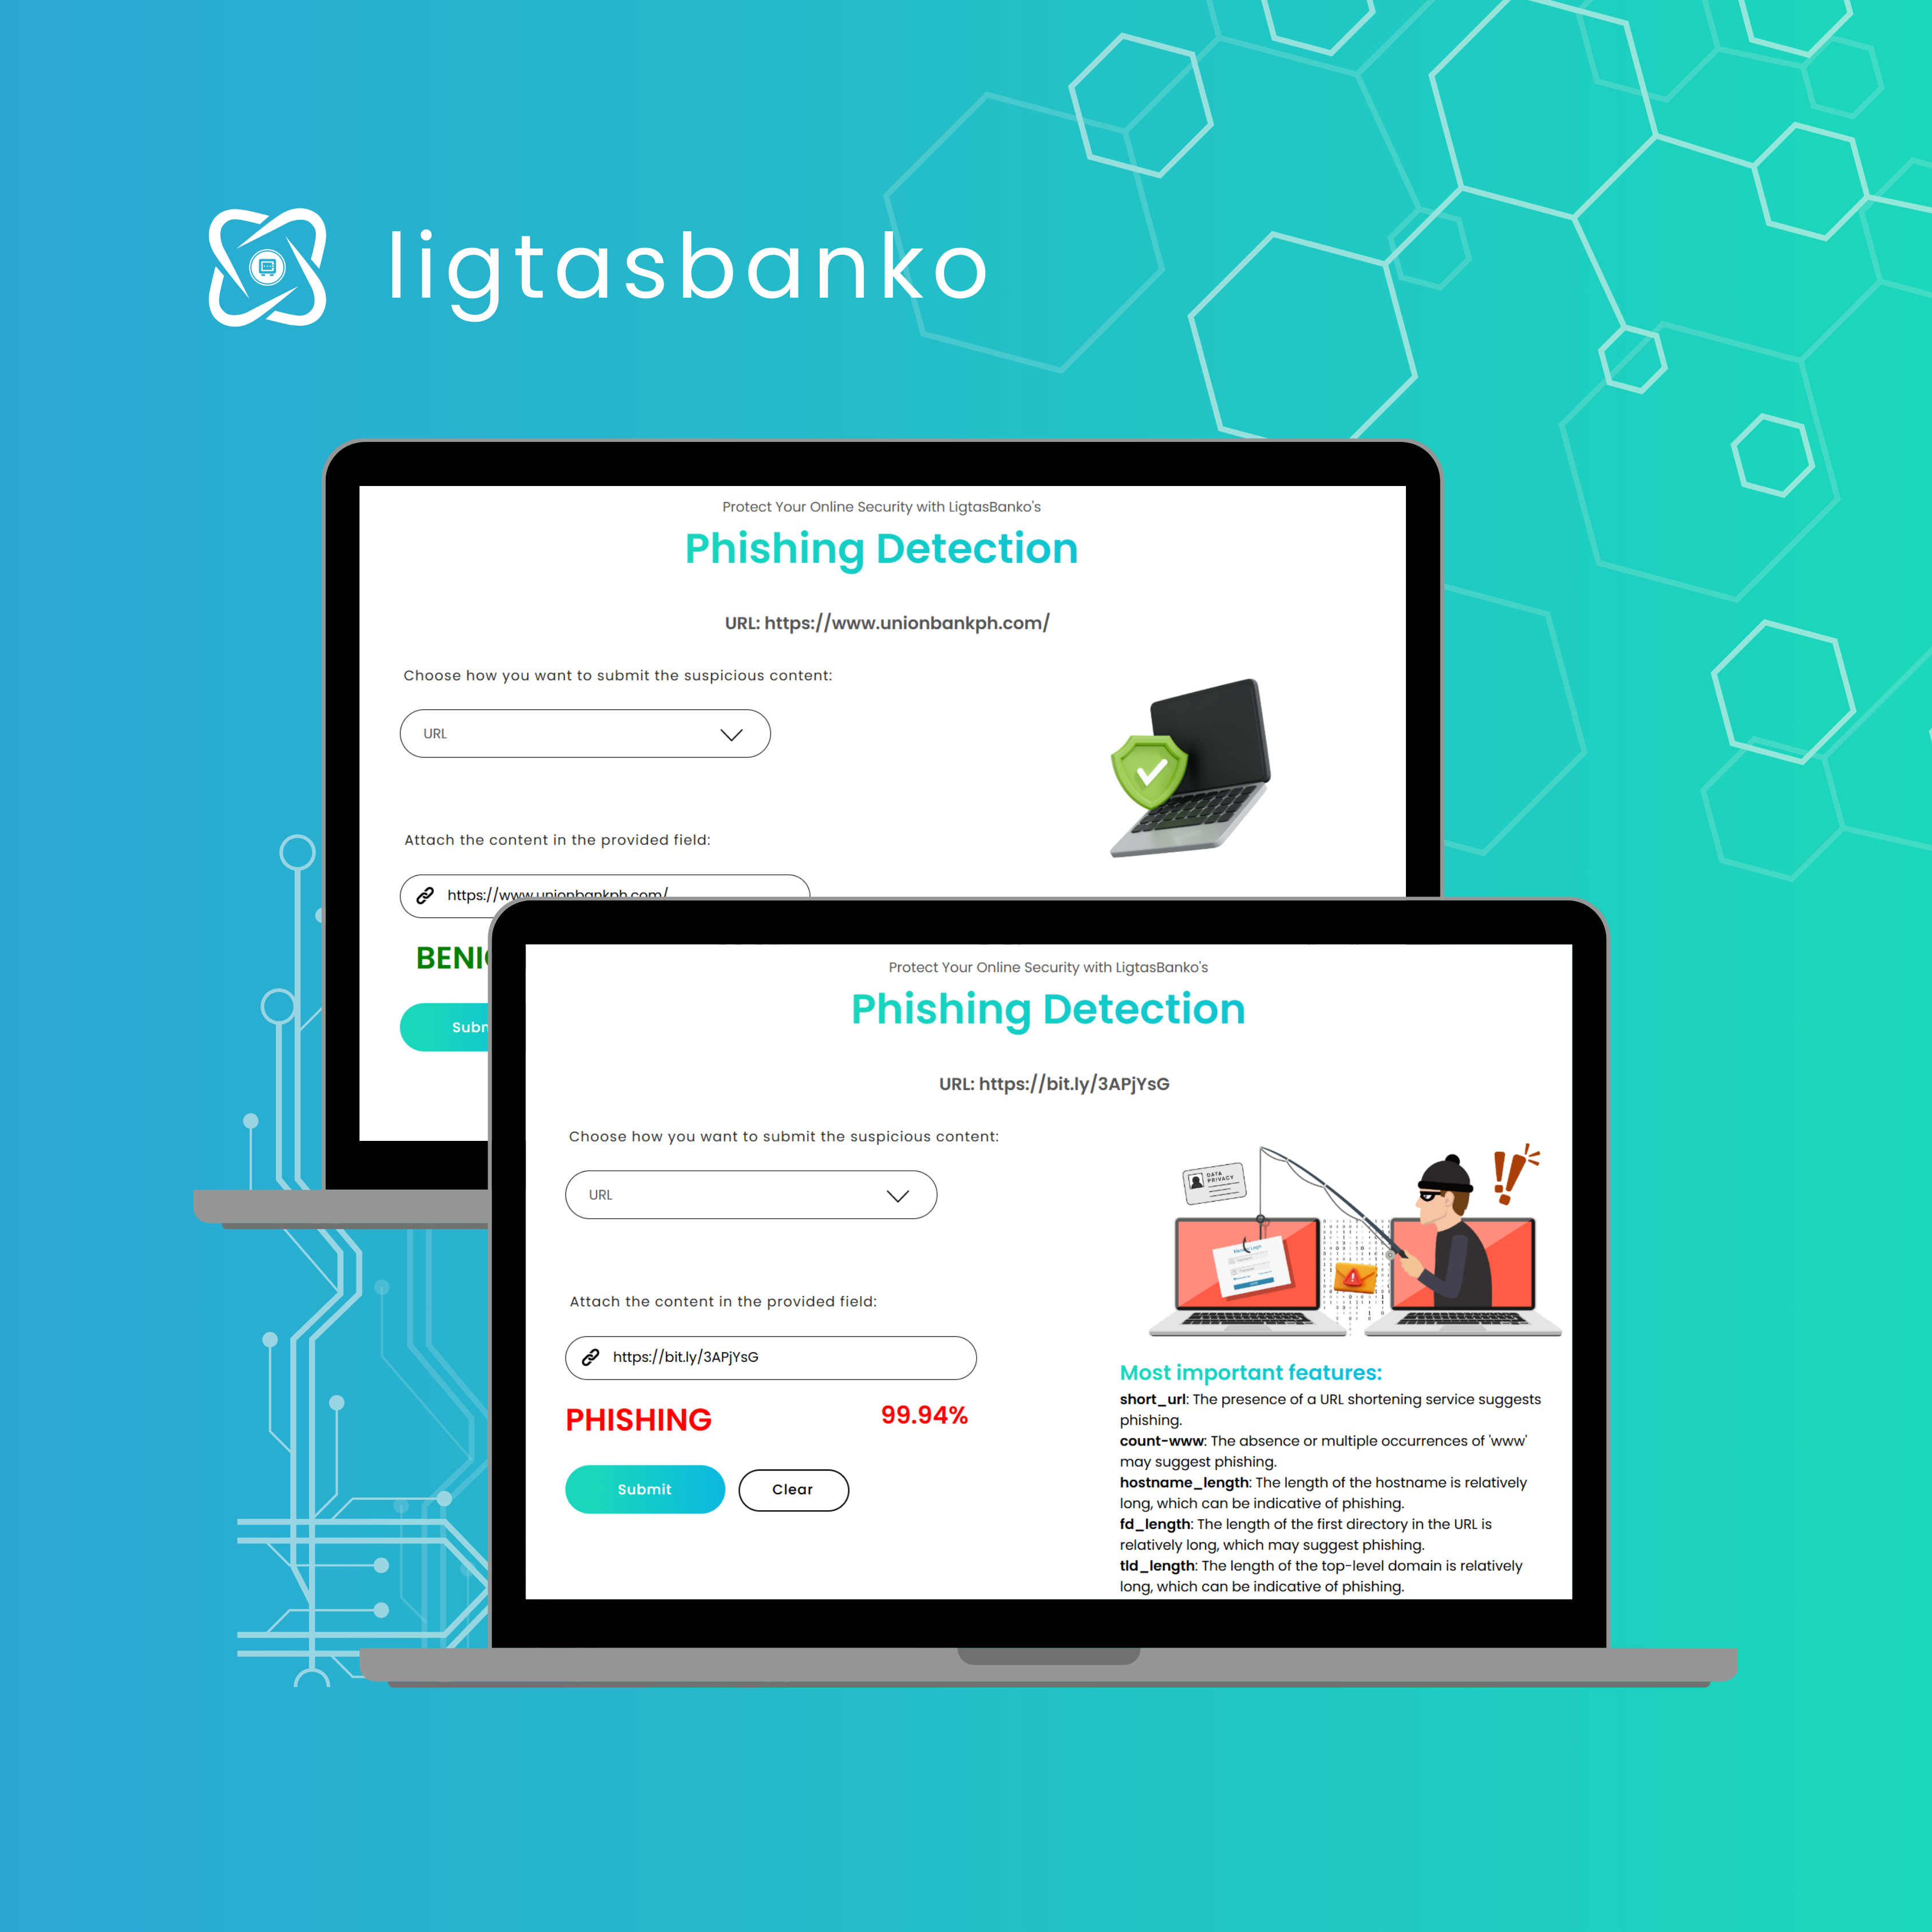 ligtasbanko
Protect Your Online Security with LigtasBanko's
Phishing Detection
URL: https://www.unionbankph.com/
Choose how you want to submit the suspicious content:
URL
Attach the content in the provided field:
https://www.unionbankph.com/
Protect Your Online Security with LigtasBanko's
Phishing Detection
URL: https://bit.ly/3APjYsG
Choose how you want to submit the suspicious content:
URL
DATA
PRIVACY
Attach the content in the provided field:
https://bit.ly/3APjYsG
PHISHING
99.94%
Submit
Clear
Most important features:
short_url: The presence of a URL shortening service suggests
phishing.
count-www: The absence or multiple occurrences of 'www'
may suggest phishing.
hostname_length: The length of the hostname is relatively
long, which can be indicative of phishing.
fd_length: The length of the first directory in the URL is
relatively long, which may suggest phishing.
tld_length: The length of the top-level domain is relatively
long, which can be indicative of phishing.